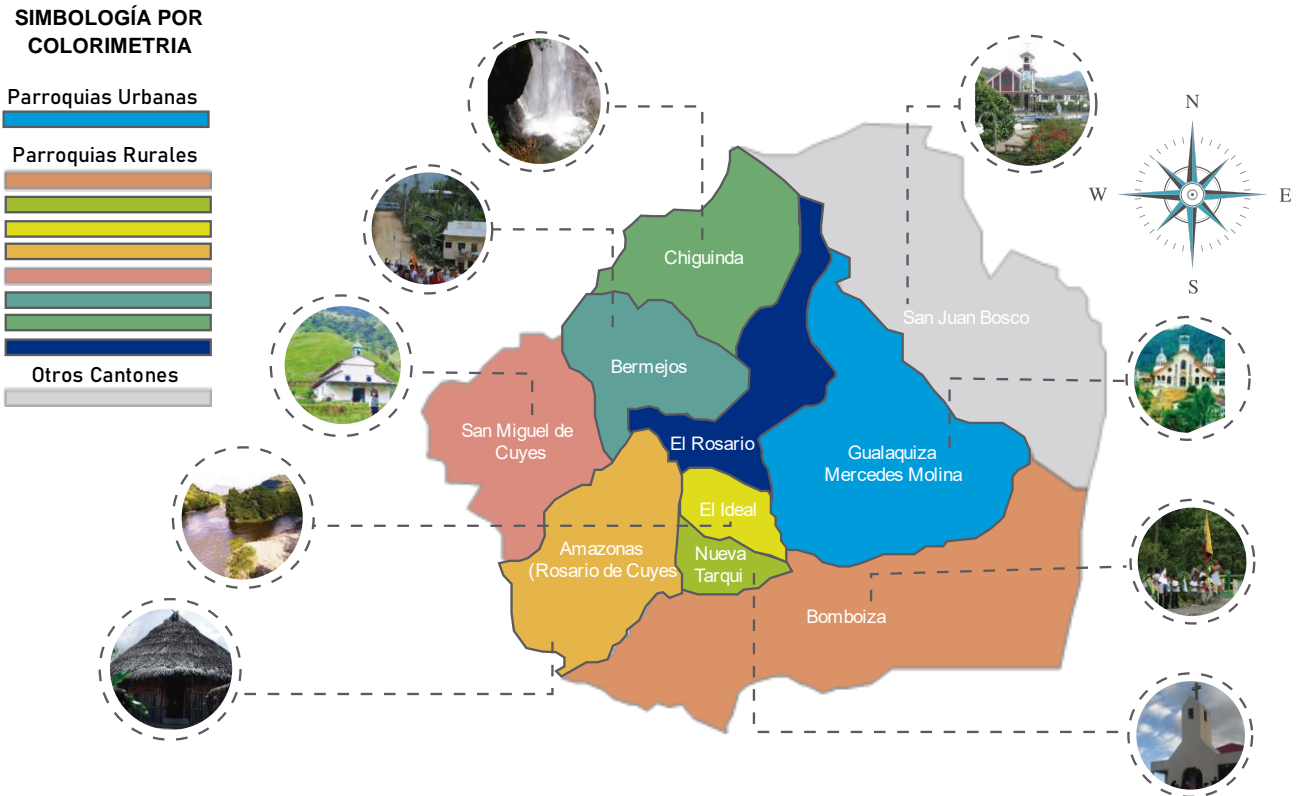 SIMBOLOGÍA POR
COLORIMETRIA
Parroquias Urbanas
Parroquias Rurales
Otros Cantones
N
W
E
S
Chiguinda
San Juan Bosco
Bermejos
San Miguel de
Cuyes
El Rosario
Gualaquiza
Mercedes Molina
El Ideal
Amazonas
(Rosario de Cuyes
Nueva
Tarqui
Bomboiza